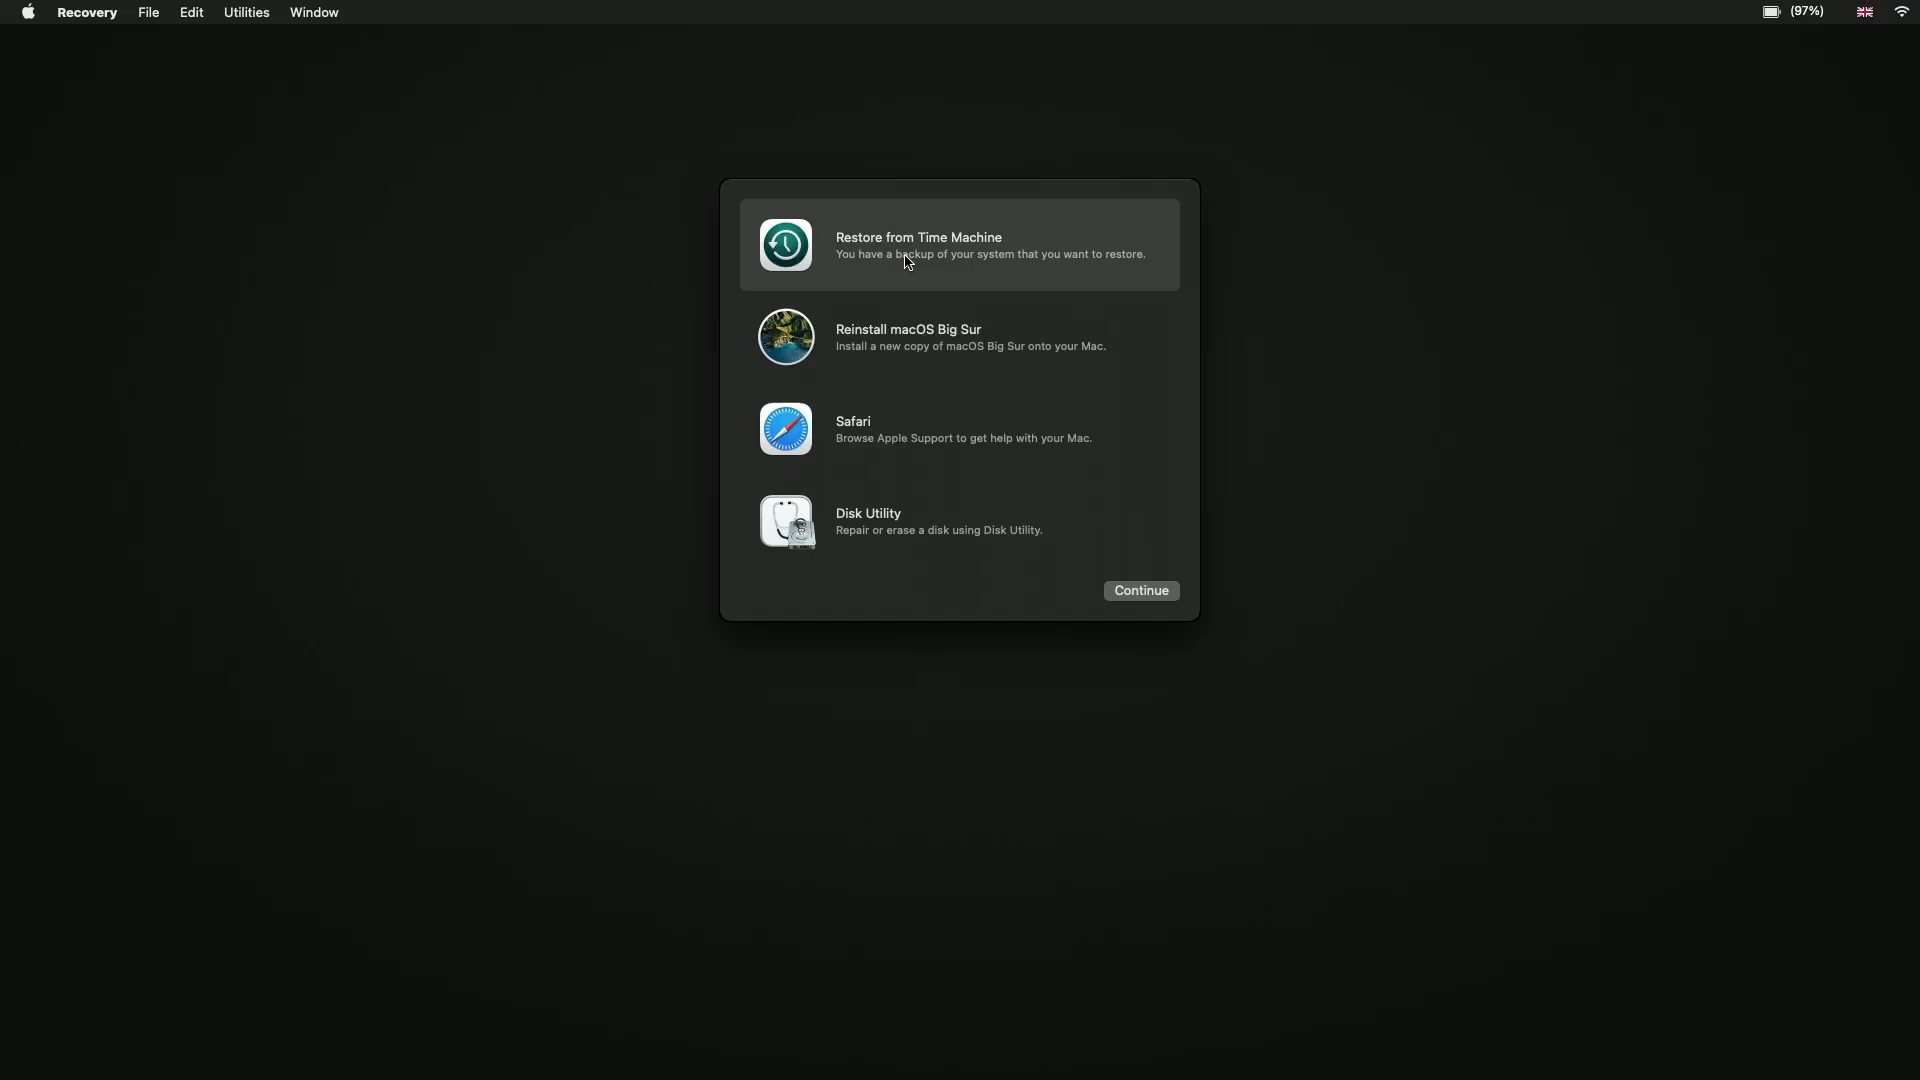 Recovery File Edit Utilities Window (97%)
Restore from Time Machine
You have a backup of your system that you want to restore.
Reinstall macOS Big Sur
Install a new copy of macOS Big Sur onto your Mac.
Safari
Browse Apple Support to get help with your Mac.
Disk Utility
Repair or erase a disk using Disk Utility.
Continue